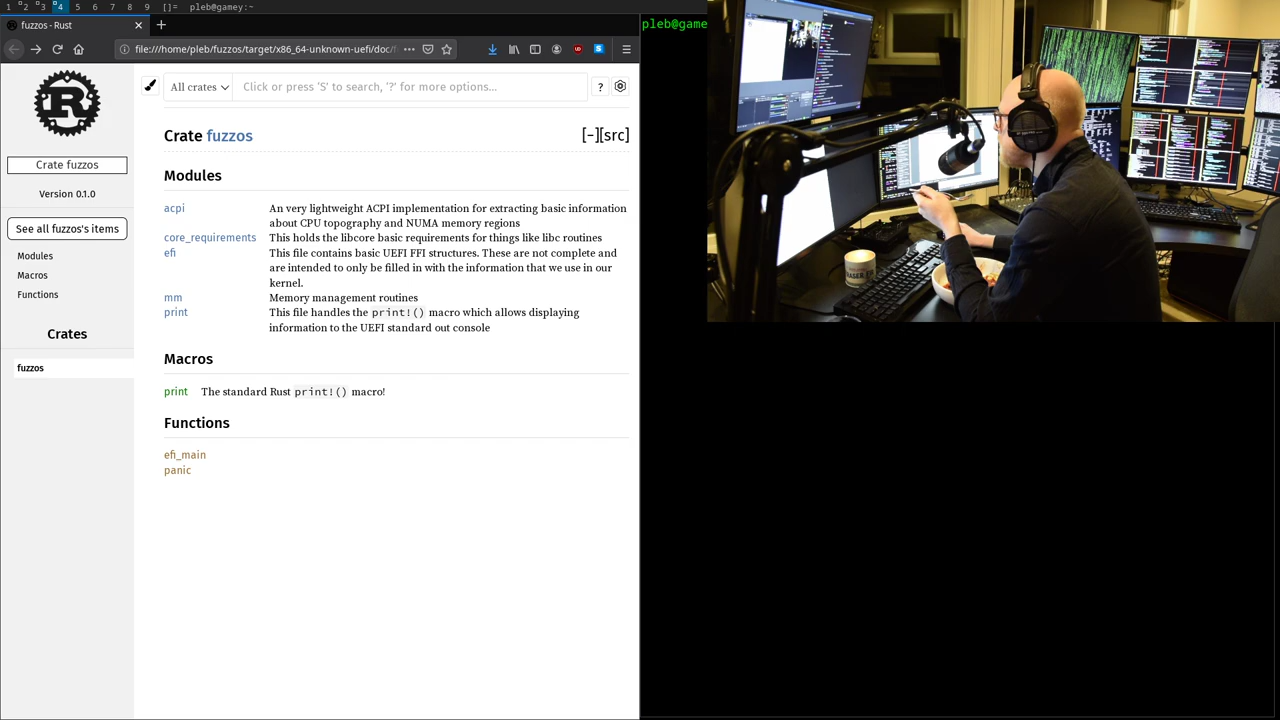 1 2 3 4 5 6 7 8 9 []= pleb@gamey:~
fuzzos - Rust
file:///home/pleb/fuzzos/target/x86_64-unknown-uefi/doc/f
All crates
Click or press 'S' to search, '?' for more options…
?
Crate fuzzos
Version 0.1.0
See all fuzzos's items
Modules
Macros
Functions
Crates
fuzzos
Crate fuzzos
[-][src]
Modules
acpi An very lightweight ACPI implementation for extracting basic information
about CPU topography and NUMA memory regions
core_requirements This holds the libcore basic requirements for things like libc routines
efi This file contains basic UEFI FFI structures. These are not complete and
are intended to only be filled in with the information that we use in our
kernel.
mm Memory management routines
print This file handles the print!() macro which allows displaying
information to the UEFI standard out console
Macros
print The standard Rust print!() macro!
Functions
efi_main
panic
pleb@game